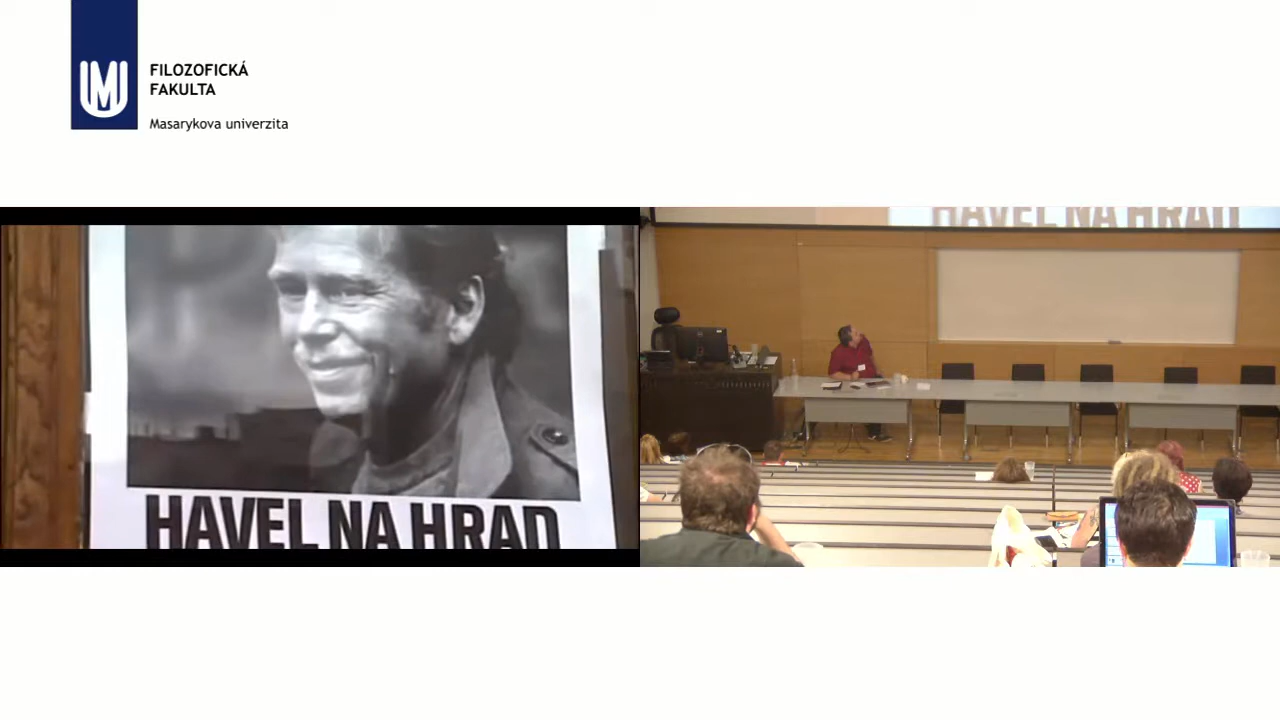 FILOZOFICKÁ
FAKULTA
Masarykova univerzita
HAVEL NA HRAD
HAVEL NA HRAD